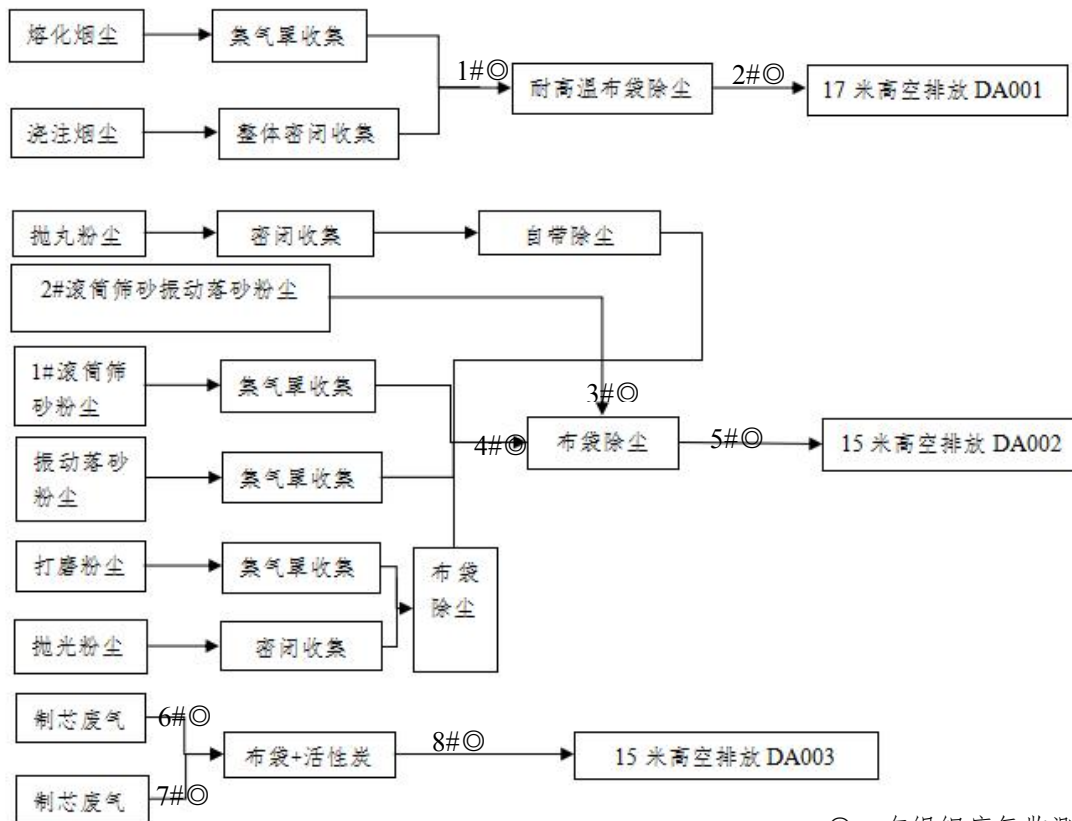 熔化烟尘
集气罩收集
1#◎
耐高温布袋除尘
2#◎
17 米高空排放 DA001
浇注烟尘
整体密闭收集
抛丸粉尘
密闭收集
自带除尘
2#滚筒筛砂振动落砂粉尘
1#滚筒筛
砂粉尘
集气罩收集
3#◎
4#◎
布袋除尘
5#◎
15 米高空排放 DA002
振动落砂
粉尘
集气罩收集
打磨粉尘
集气罩收集
布袋
除尘
抛光粉尘
密闭收集
制芯废气
6#◎
布袋+活性炭
8#◎
15 米高空排放 DA003
制芯废气
7#◎